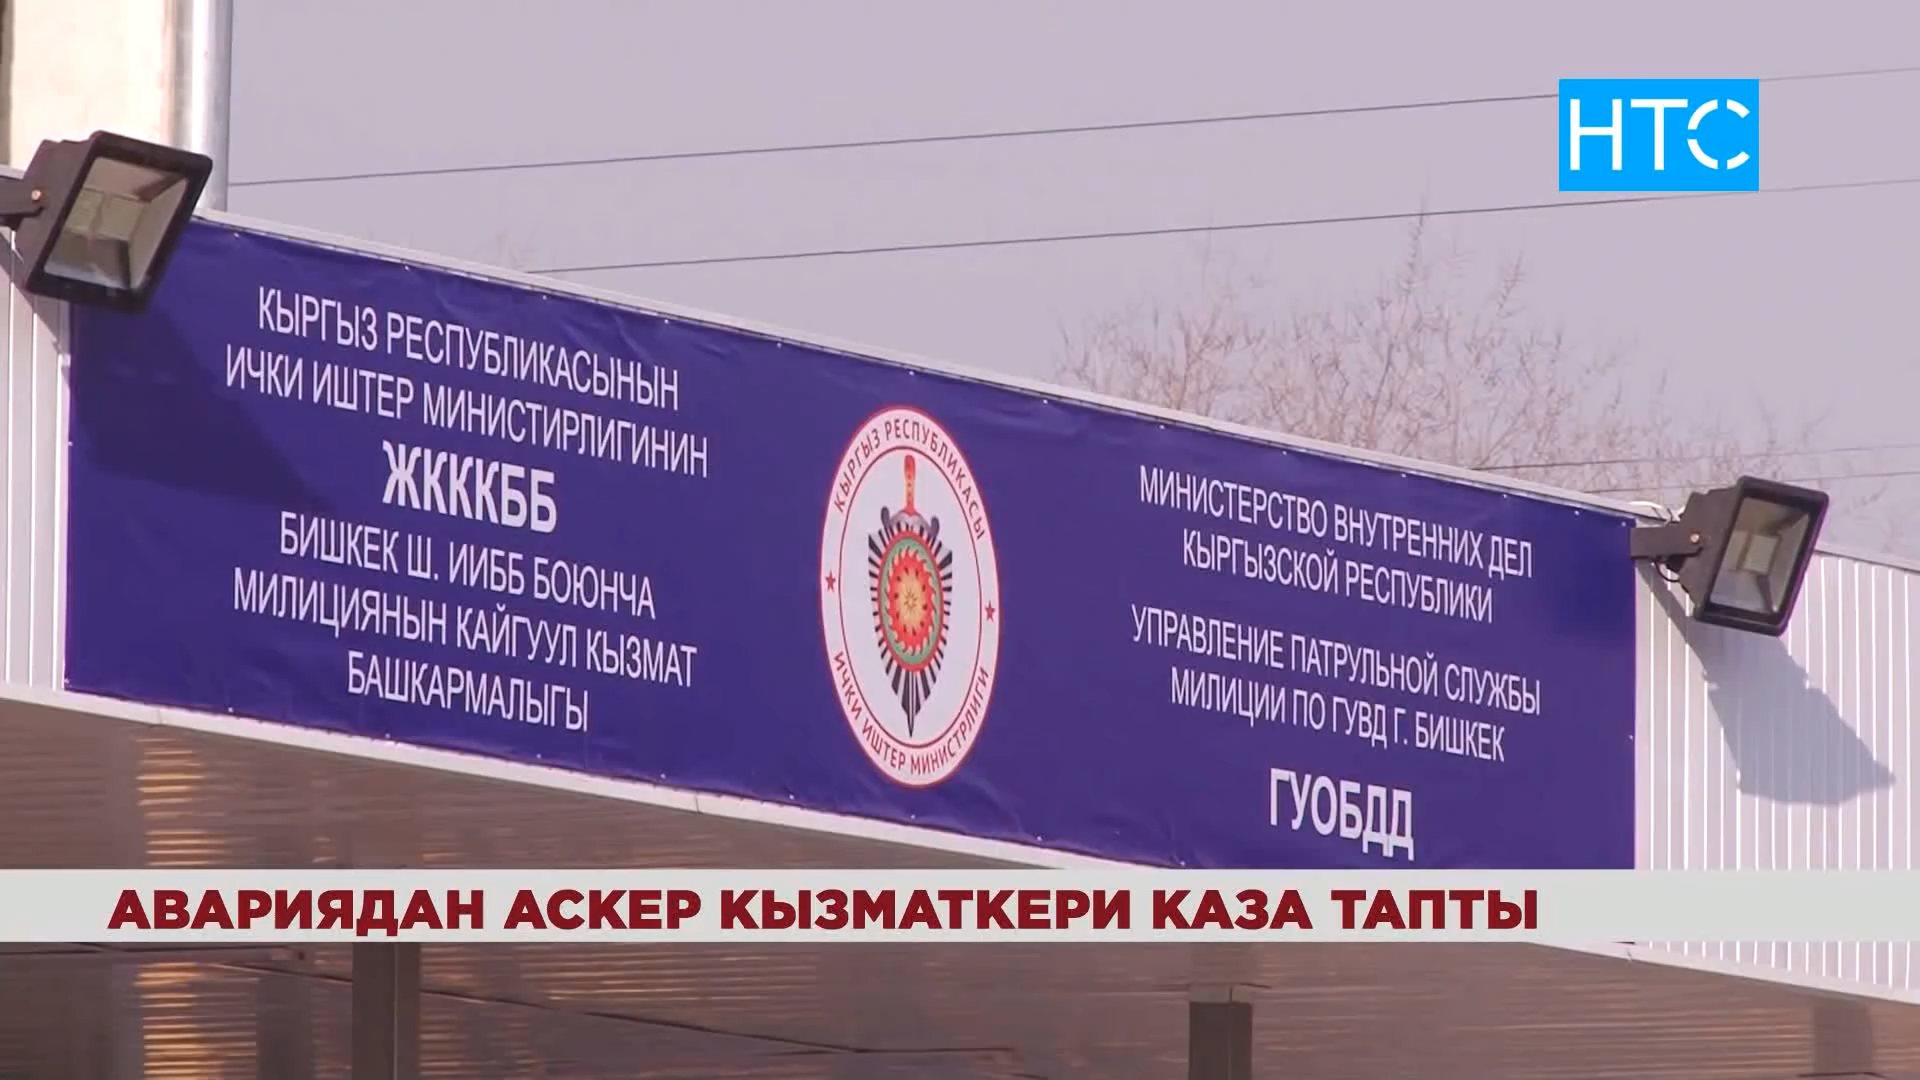 НТС
КЫРГЫЗ РЕСПУБЛИКАСЫНЫН
ИЧКИ ИШТЕР МИНИСТИРЛИГИНИН
ЖКККББ
БИШКЕК Ш. ИИББ БОЮНЧА
МИЛИЦИЯНЫН КАЙГУУЛ КЫЗМАТ
БАШКАРМАЛЫГЫ
КЫРГЫЗ РЕСПУБЛИКАСЫ
ИЧКИ ИШТЕР МИНИСТРЛИГИ
МИНИСТЕРСТВО ВНУТРЕННИХ ДЕЛ
КЫРГЫЗСКОЙ РЕСПУБЛИКИ
УПРАВЛЕНИЕ ПАТРУЛЬНОЙ СЛУЖБЫ
МИЛИЦИИ ПО ГУВД Г. БИШКЕК
ГУОБДД
АВАРИЯДАН АСКЕР КЫЗМАТКЕРИ КАЗА ТАПТЫ